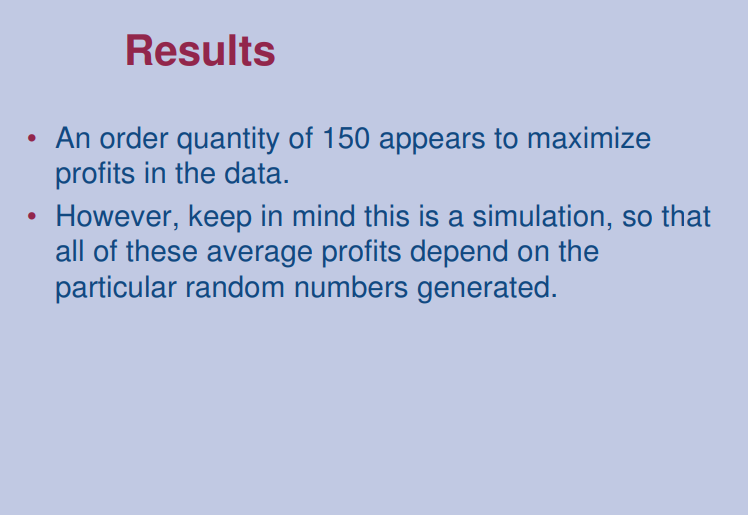 Results
• An order quantity of 150 appears to maximize
profits in the data.
• However, keep in mind this is a simulation, so that
all of these average profits depend on the
particular random numbers generated.